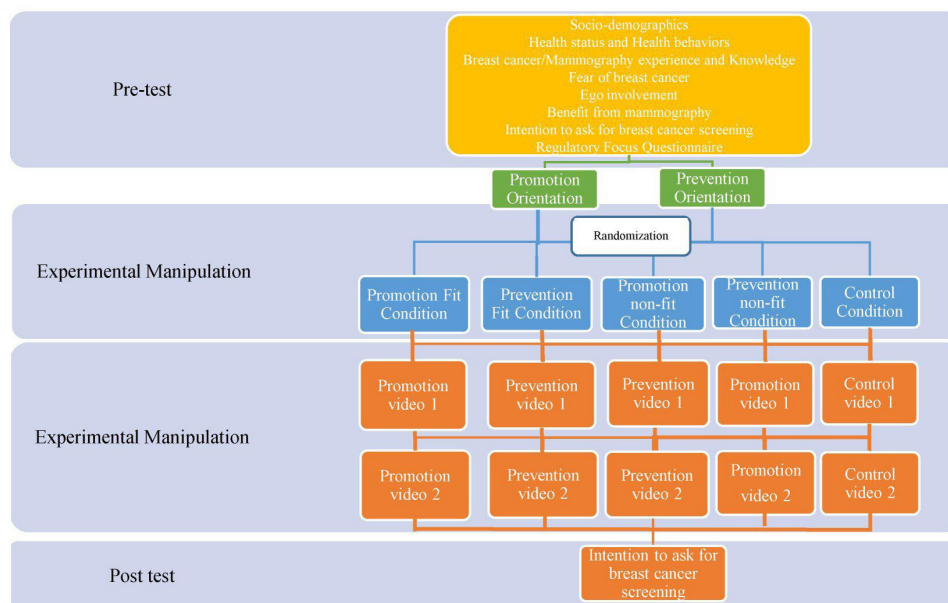 Pre-test
Socio-demographics
Health status and Health behaviors
Breast cancer/Mammography experience and Knowledge
Fear of breast cancer
Ego involvement
Benefit from mammography
Intention to ask for breast cancer screening
Regulatory Focus Questionnaire
Promotion
Orientation
Prevention
Orientation
Experimental Manipulation
Randomization
Promotion Fit
Condition
Prevention
Fit Condition
Promotion
non-fit
Condition
Prevention
non-fit
Condition
Control
Condition
Experimental Manipulation
Promotion
video 1
Prevention
video 1
Prevention
video 1
Promotion
video 1
Control
video 1
Promotion
video 2
Prevention
video 2
Prevention
video 2
Promotion
video 2
Control
video 2
Post test
Intention to ask for
breast cancer
screening